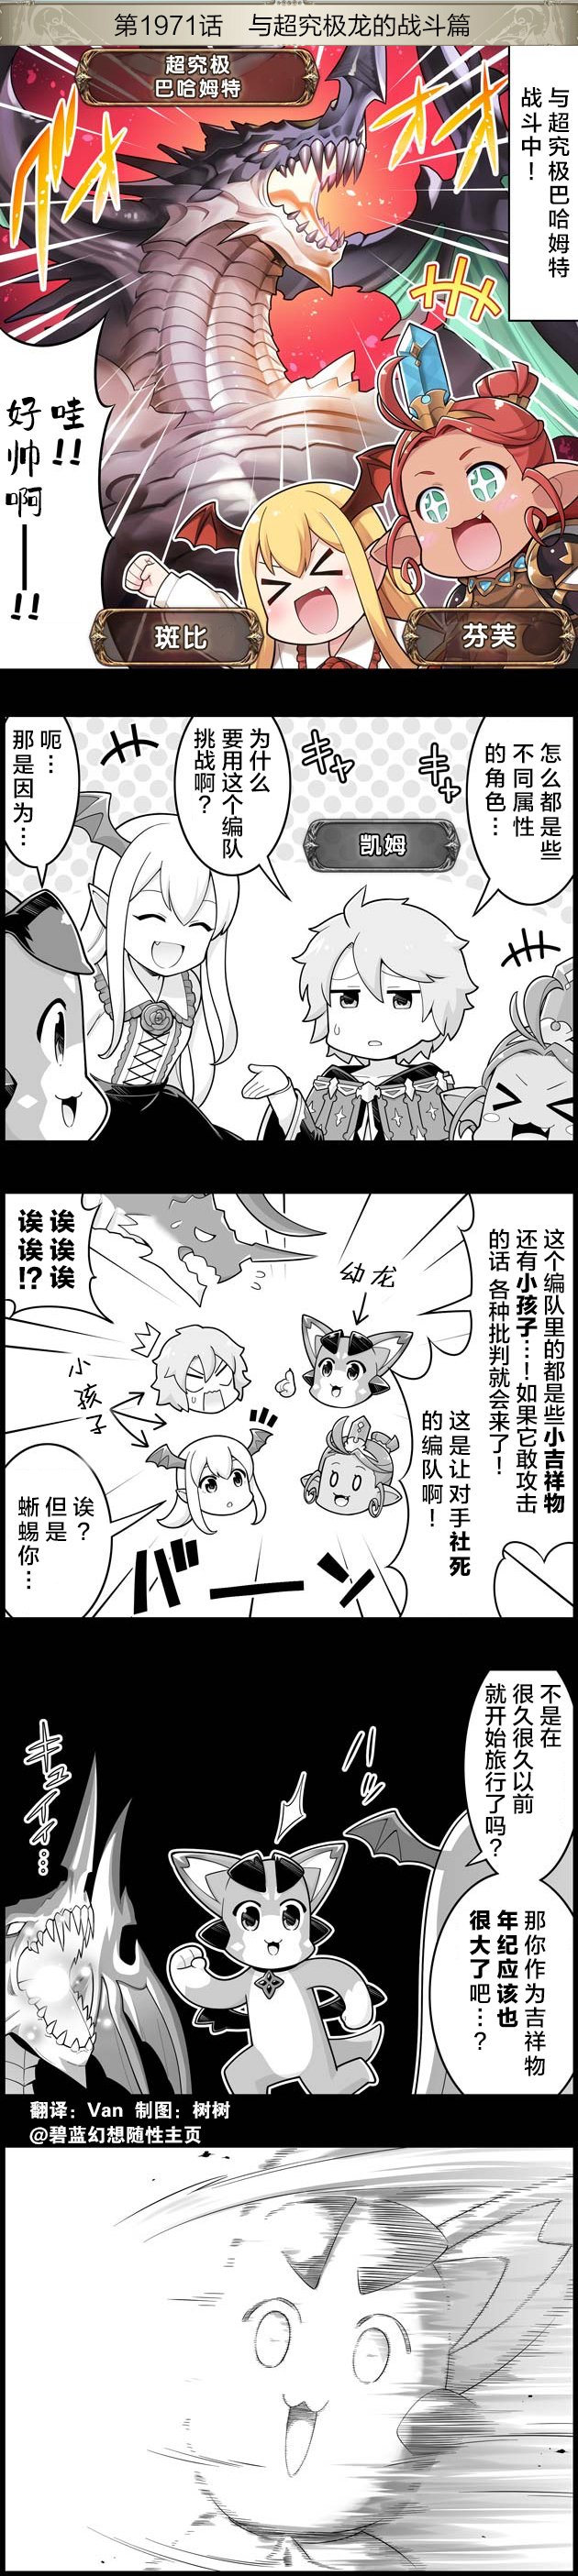 第1971话　与超究极龙的战斗篇
与超究极巴哈姆特
战斗中！
超究极
巴哈姆特
ゴオオ
オオ
哇!!
好帅啊——!!
斑比
芬芙
怎么都是些
不同属性
的角色…
キャ
キャ
凯姆
为什么
要用这个编队
挑战啊？
呃…
那是因为…
这个编队里的都是些小吉祥物
还有小孩子…！如果它敢攻击
的话 各种批判就会来了！
这是让对手社死
的编队啊！
诶诶诶
诶诶!?
幼龙
小孩子
诶？
但是
蜥蜴你…
バーン
不是在
很久很久以前
就开始旅行了吗？
那你作为吉祥物
年纪应该也
很大了吧…？
ハッ
キュイイイ…
翻译：Van 制图：树树
@碧蓝幻想随性主页